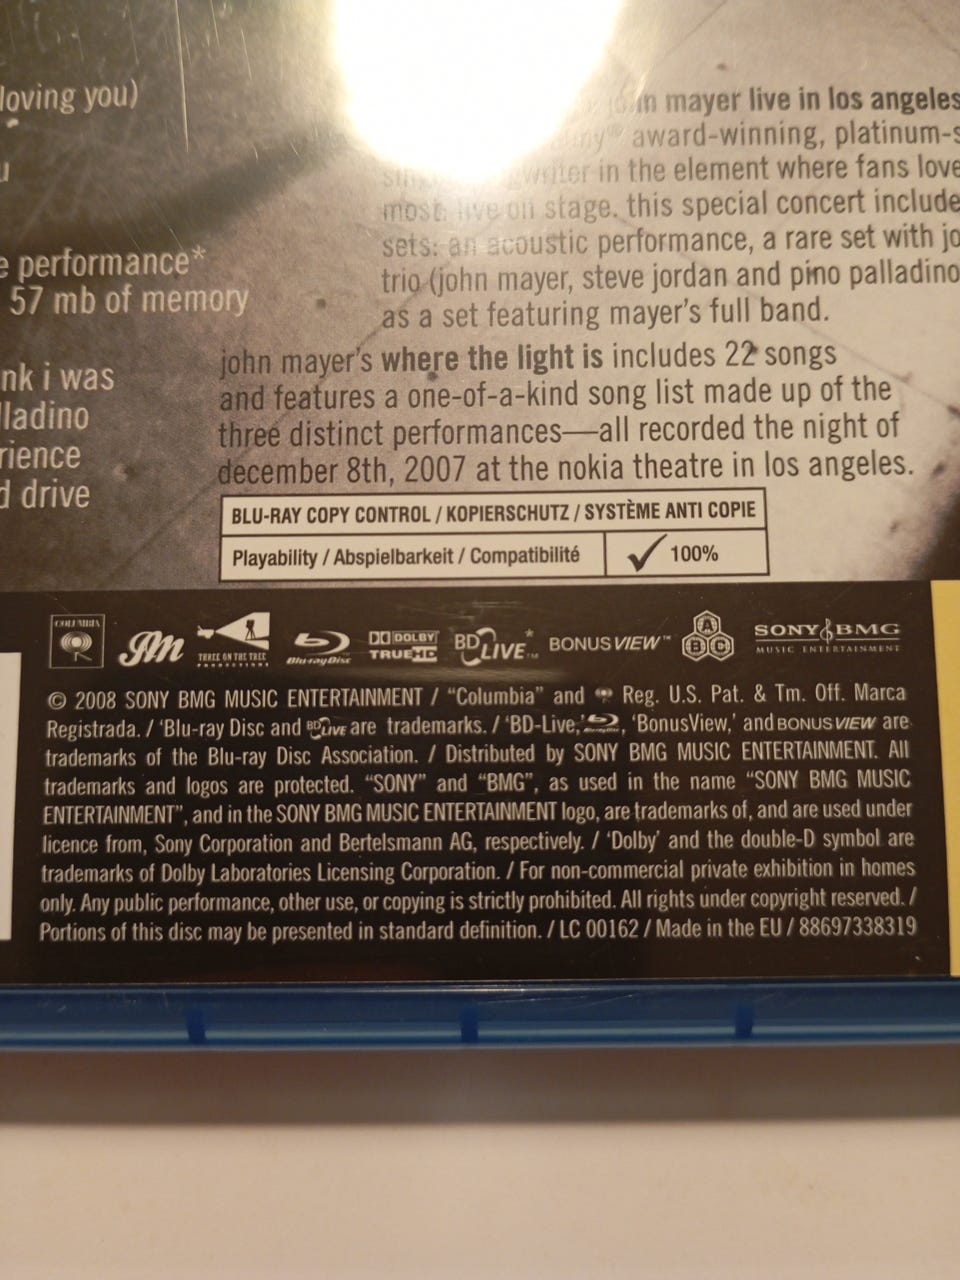 loving you)
e performance*
57 mb of memory
nk i was
lladino
rience
d drive
n mayer live in los angeles
award-winning, platinum-s
in the element where fans love
most: live on stage. this special concert include
sets: an acoustic performance, a rare set with jo
trio (john mayer, steve jordan and pino palladino
as a set featuring mayer's full band.
john mayer's where the light is includes 22 songs
and features a one-of-a-kind song list made up of the
three distinct performances—all recorded the night of
december 8th, 2007 at the nokia theatre in los angeles.
BLU-RAY COPY CONTROL / KOPIERSCHUTZ / SYSTÈME ANTI COPIE
Playability / Abspielbarkeit / Compatibilité ✓ 100%
COLUMBIA JM THREE ON THE TREE PRODUCTIONS Blu-ray Disc DOLBY TRUEHD BD LIVE*™ BONUSVIEW™ A B C SONY BMG MUSIC ENTERTAINMENT
© 2008 SONY BMG MUSIC ENTERTAINMENT / “Columbia” and Reg. U.S. Pat. & Tm. Off. Marca
Registrada. / ‘Blu-ray Disc and BD LIVE are trademarks. / ‘BD-Live,’ Blu-ray Disc, ‘BonusView,’ and BONUSVIEW are
trademarks of the Blu-ray Disc Association. / Distributed by SONY BMG MUSIC ENTERTAINMENT. All
trademarks and logos are protected. “SONY” and “BMG”, as used in the name “SONY BMG MUSIC
ENTERTAINMENT”, and in the SONY BMG MUSIC ENTERTAINMENT logo, are trademarks of, and are used under
licence from, Sony Corporation and Bertelsmann AG, respectively. / ‘Dolby’ and the double-D symbol are
trademarks of Dolby Laboratories Licensing Corporation. / For non-commercial private exhibition in homes
only. Any public performance, other use, or copying is strictly prohibited. All rights under copyright reserved. /
Portions of this disc may be presented in standard definition. / LC 00162 / Made in the EU / 88697338319